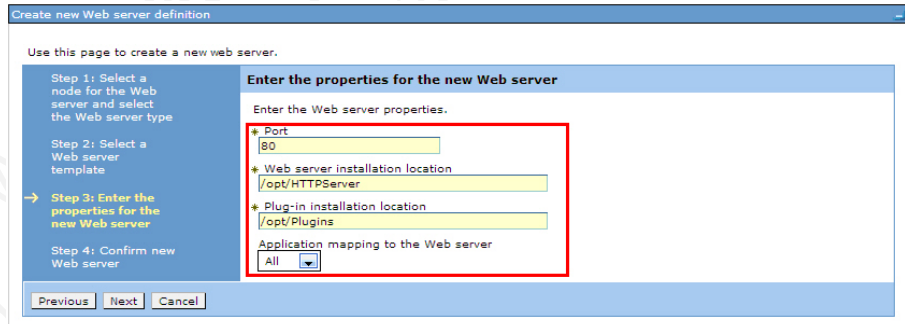 Create new Web server definition
Use this page to create a new web server.
Step 1: Select a
node for the Web
server and select
the Web server type
Step 2: Select a
Web server
template
Step 3: Enter the
properties for the
new Web server
Step 4: Confirm new
Web server
Enter the properties for the new Web server
Enter the Web server properties.
* Port
80
* Web server installation location
/opt/HTTPServer
* Plug-in installation location
/opt/Plugins
Application mapping to the Web server
All
Previous Next Cancel